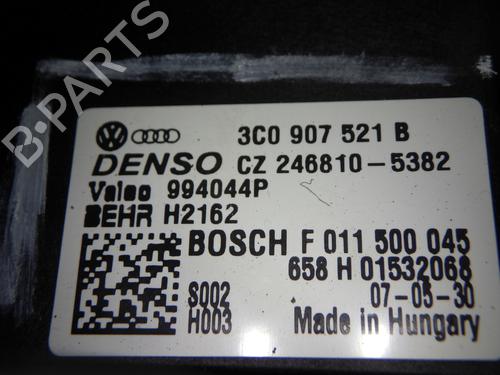 3C0 907 521 B
DENSO CZ 246810-5382
Valeo 994044P
BEHR H2162
BOSCH F 011 500 045
658 H 01532068
S002 07-05-30
H003 Made in Hungary
B-PARTS